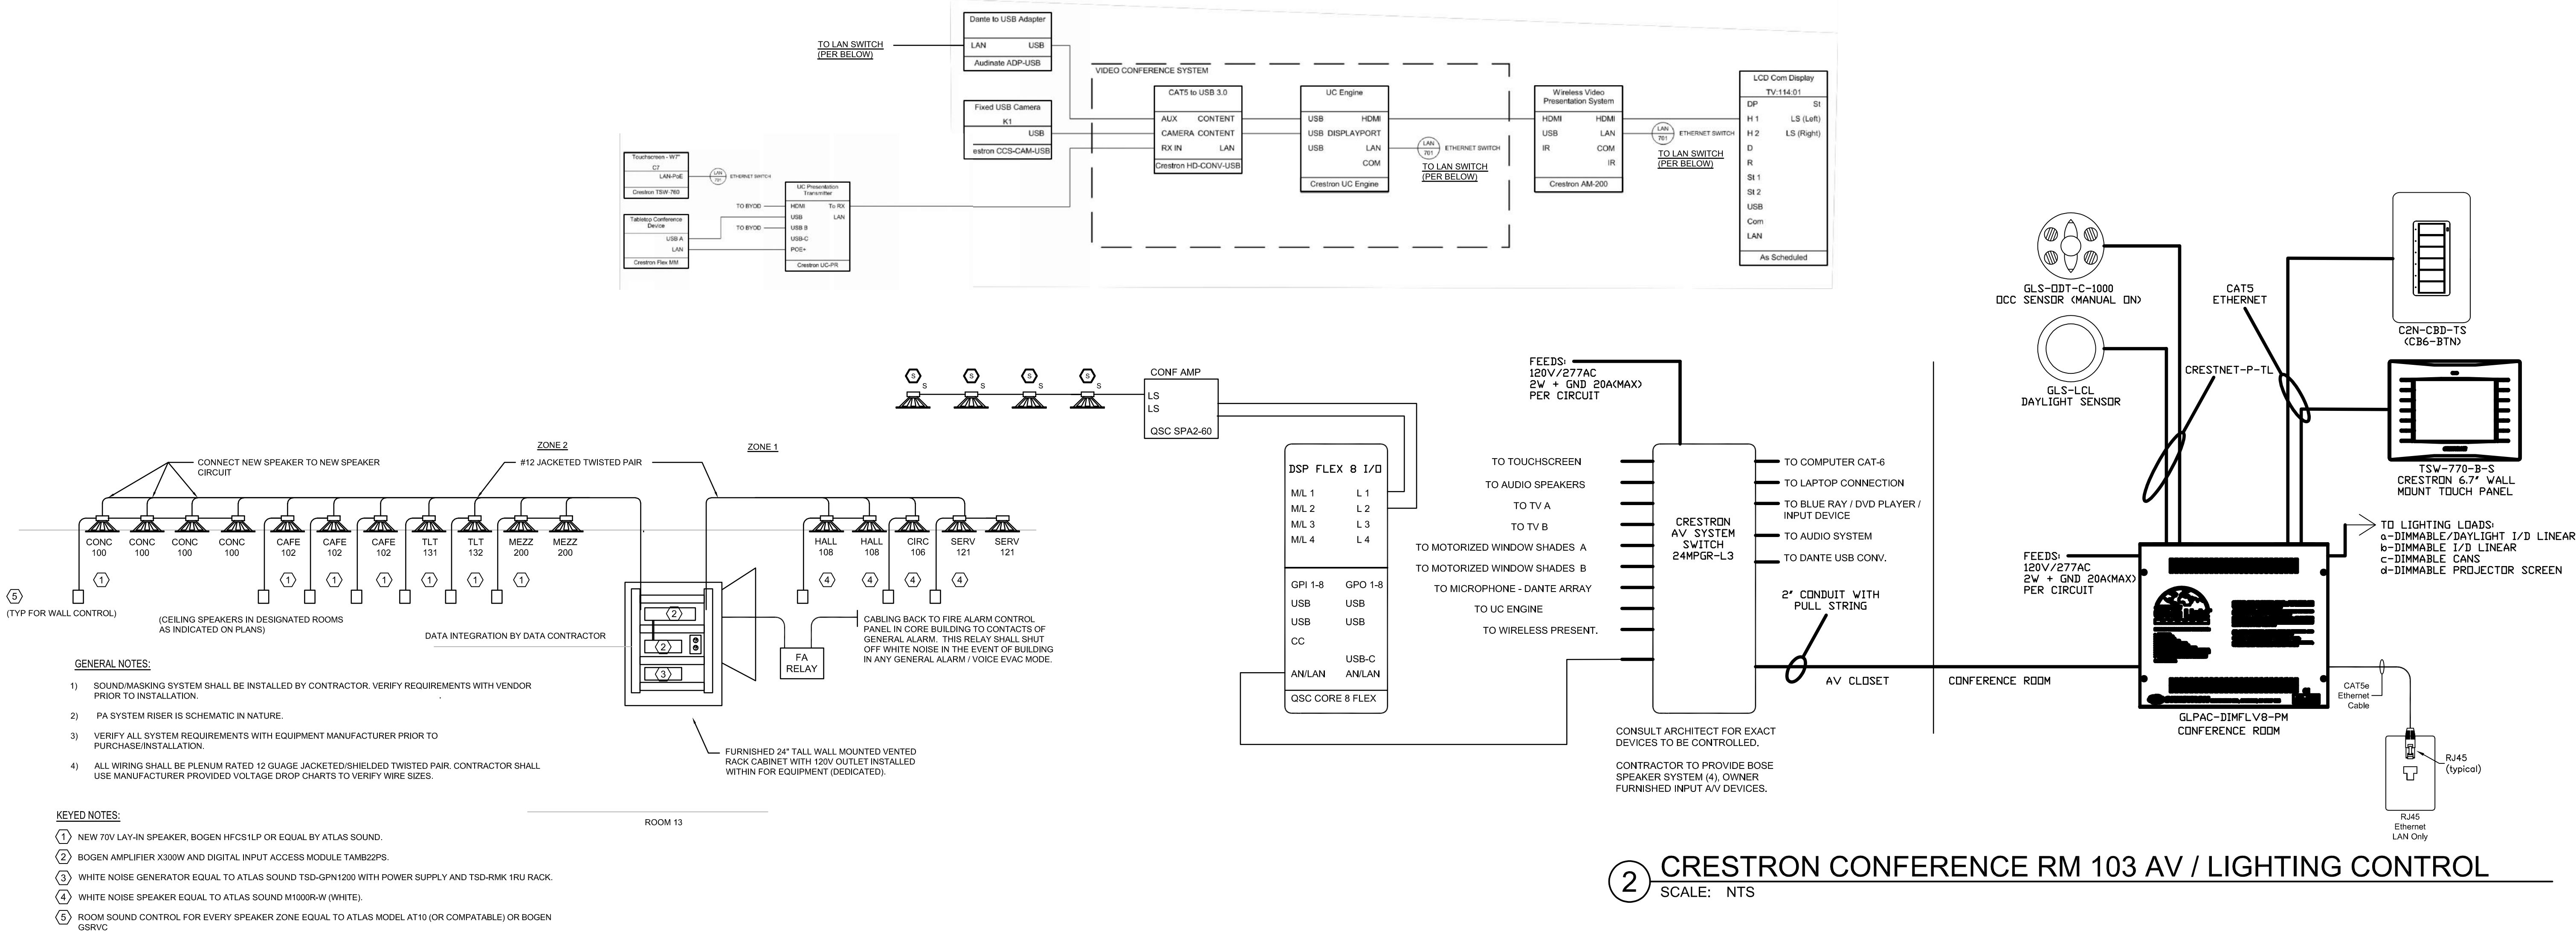 Dante to USB Adapter
LAN USB
Audinate ADP-USB
TO LAN SWITCH
(PER BELOW)
Fixed USB Camera
K1
USB
estron CCS-CAM-USB
VIDEO CONFERENCE SYSTEM
CAT5 to USB 3.0
AUX CONTENT
CAMERA CONTENT
RX IN LAN
Crestron HD-CONV-USB
UC Engine
USB HDMI
USB DISPLAYPORT
USB LAN
COM
Crestron UC Engine
LAN
701
ETHERNET SWITCH
TO LAN SWITCH
(PER BELOW)
Wireless Video
Presentation System
HDMI HDMI
USB LAN
IR COM
IR
Crestron AM-200
LAN
701
ETHERNET SWITCH
TO LAN SWITCH
(PER BELOW)
LCD Com Display
TV:114:01
DP St
H 1 LS (Left)
H 2 LS (Right)
D
R
St 1
St 2
USB
Com
LAN
As Scheduled
Touchscreen - W7"
C7
LAN-PoE
Crestron TSW-760
LAN
701
ETHERNET SWITCH
Tabletop Conference
Device
USB A
LAN
Crestron Flex MM
TO BYOD
TO BYOD
UC Presentation
Transmitter
HDMI To RX
USB LAN
USB B
USB-C
POE+
Crestron UC-PR
GLS-ODT-C-1000
OCC SENSOR (MANUAL ON)
GLS-LCL
DAYLIGHT SENSOR
CAT5
ETHERNET
CRESTNET-P-TL
C2N-CBD-TS
(CB6-BTN)
TSW-770-B-S
CRESTRON 6.7" WALL
MOUNT TOUCH PANEL
TO LIGHTING LOADS:
a-DIMMABLE/DAYLIGHT I/D LINEAR
b-DIMMABLE I/D LINEAR
c-DIMMABLE CANS
d-DIMMABLE PROJECTOR SCREEN
FEEDS:
120V/277AC
2W + GND 20A(MAX)
PER CIRCUIT
GLPAC-DIMFLV8-PM
CONFERENCE ROOM
CAT5e
Ethernet
Cable
RJ45
(typical)
RJ45
Ethernet
LAN Only
S S S S
S S S S
CONF AMP
LS
LS
QSC SPA2-60
DSP FLEX 8 I/O
M/L 1 L 1
M/L 2 L 2
M/L 3 L 3
M/L 4 L 4
GPI 1-8 GPO 1-8
USB USB
USB USB
CC
USB-C
AN/LAN AN/LAN
QSC CORE 8 FLEX
FEEDS:
120V/277AC
2W + GND 20A(MAX)
PER CIRCUIT
TO TOUCHSCREEN
TO AUDIO SPEAKERS
TO TV A
TO TV B
TO MOTORIZED WINDOW SHADES A
TO MOTORIZED WINDOW SHADES B
TO MICROPHONE - DANTE ARRAY
TO UC ENGINE
TO WIRELESS PRESENT.
CRESTRON
AV SYSTEM
SWITCH
24MPGR-L3
TO COMPUTER CAT-6
TO LAPTOP CONNECTION
TO BLUE RAY / DVD PLAYER /
INPUT DEVICE
TO AUDIO SYSTEM
TO DANTE USB CONV.
2" CONDUIT WITH
PULL STRING
AV CLOSET
CONFERENCE ROOM
CONSULT ARCHITECT FOR EXACT
DEVICES TO BE CONTROLLED.
CONTRACTOR TO PROVIDE BOSE
SPEAKER SYSTEM (4), OWNER
FURNISHED INPUT A/V DEVICES.
ZONE 2
ZONE 1
CONNECT NEW SPEAKER TO NEW SPEAKER
CIRCUIT
#12 JACKETED TWISTED PAIR
CONC CONC CONC CONC CAFE CAFE CAFE TLT TLT MEZZ MEZZ
100 100 100 100 102 102 102 131 132 200 200
HALL HALL CIRC SERV SERV
108 108 106 121 121
1 1 1 1 1 1 1
4 4 4 4
5
(TYP FOR WALL CONTROL)
(CEILING SPEAKERS IN DESIGNATED ROOMS
AS INDICATED ON PLANS)
DATA INTEGRATION BY DATA CONTRACTOR
2
2
3
FA
RELAY
CABLING BACK TO FIRE ALARM CONTROL
PANEL IN CORE BUILDING TO CONTACTS OF
GENERAL ALARM. THIS RELAY SHALL SHUT
OFF WHITE NOISE IN THE EVENT OF BUILDING
IN ANY GENERAL ALARM / VOICE EVAC MODE.
FURNISHED 24" TALL WALL MOUNTED VENTED
RACK CABINET WITH 120V OUTLET INSTALLED
WITHIN FOR EQUIPMENT (DEDICATED).
ROOM 13
GENERAL NOTES:
1) SOUND/MASKING SYSTEM SHALL BE INSTALLED BY CONTRACTOR. VERIFY REQUIREMENTS WITH VENDOR
PRIOR TO INSTALLATION.
2) PA SYSTEM RISER IS SCHEMATIC IN NATURE.
3) VERIFY ALL SYSTEM REQUIREMENTS WITH EQUIPMENT MANUFACTURER PRIOR TO
PURCHASE/INSTALLATION.
4) ALL WIRING SHALL BE PLENUM RATED 12 GUAGE JACKETED/SHIELDED TWISTED PAIR. CONTRACTOR SHALL
USE MANUFACTURER PROVIDED VOLTAGE DROP CHARTS TO VERIFY WIRE SIZES.
KEYED NOTES:
1 NEW 70V LAY-IN SPEAKER, BOGEN HFCS1LP OR EQUAL BY ATLAS SOUND.
2 BOGEN AMPLIFIER X300W AND DIGITAL INPUT ACCESS MODULE TAMB22PS.
3 WHITE NOISE GENERATOR EQUAL TO ATLAS SOUND TSD-GPN1200 WITH POWER SUPPLY AND TSD-RMK 1RU RACK.
4 WHITE NOISE SPEAKER EQUAL TO ATLAS SOUND M1000R-W (WHITE).
5 ROOM SOUND CONTROL FOR EVERY SPEAKER ZONE EQUAL TO ATLAS MODEL AT10 (OR COMPATABLE) OR BOGEN
GSRVC
2 CRESTRON CONFERENCE RM 103 AV / LIGHTING CONTROL
SCALE: NTS